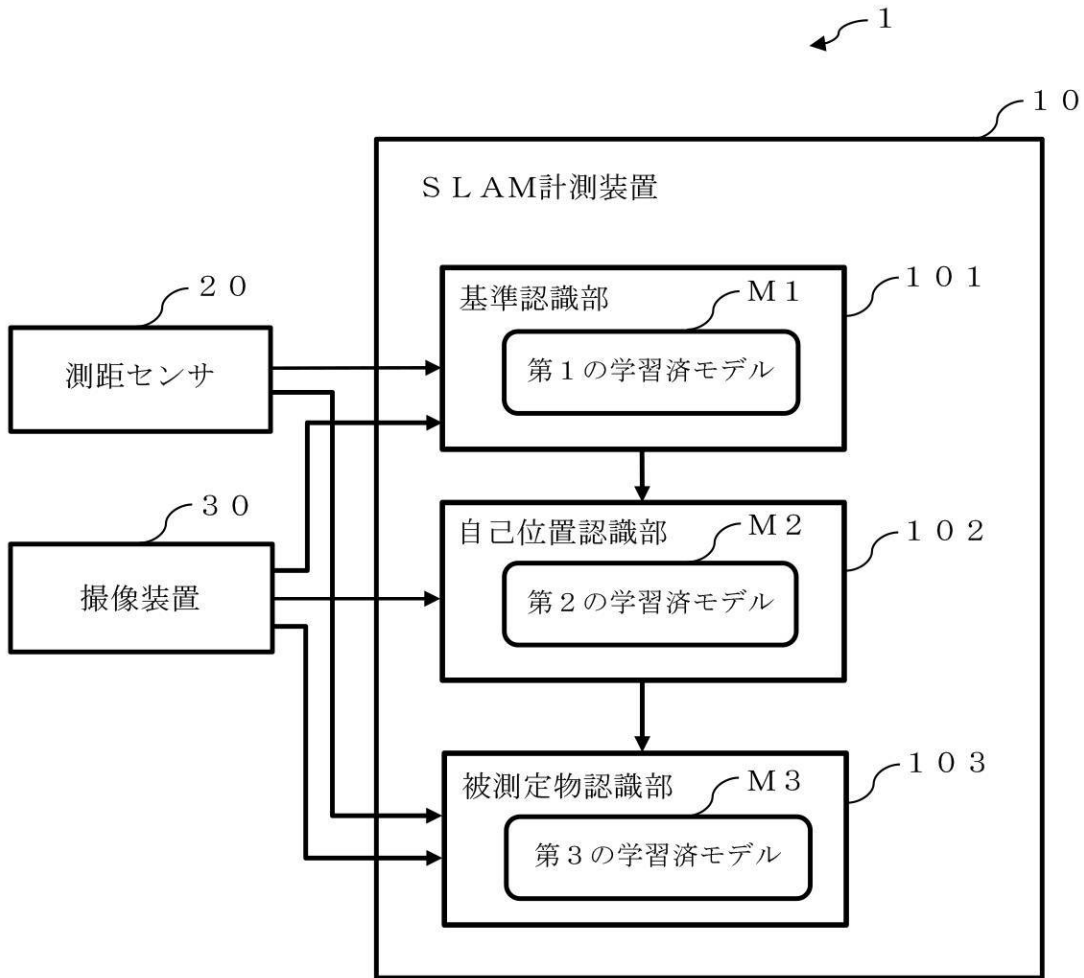 １
１０
ＳＬＡＭ計測装置
２０
測距センサ
３０
撮像装置
基準認識部
Ｍ１
１０１
第１の学習済モデル
自己位置認識部
Ｍ２
１０２
第２の学習済モデル
被測定物認識部
Ｍ３
１０３
第３の学習済モデル